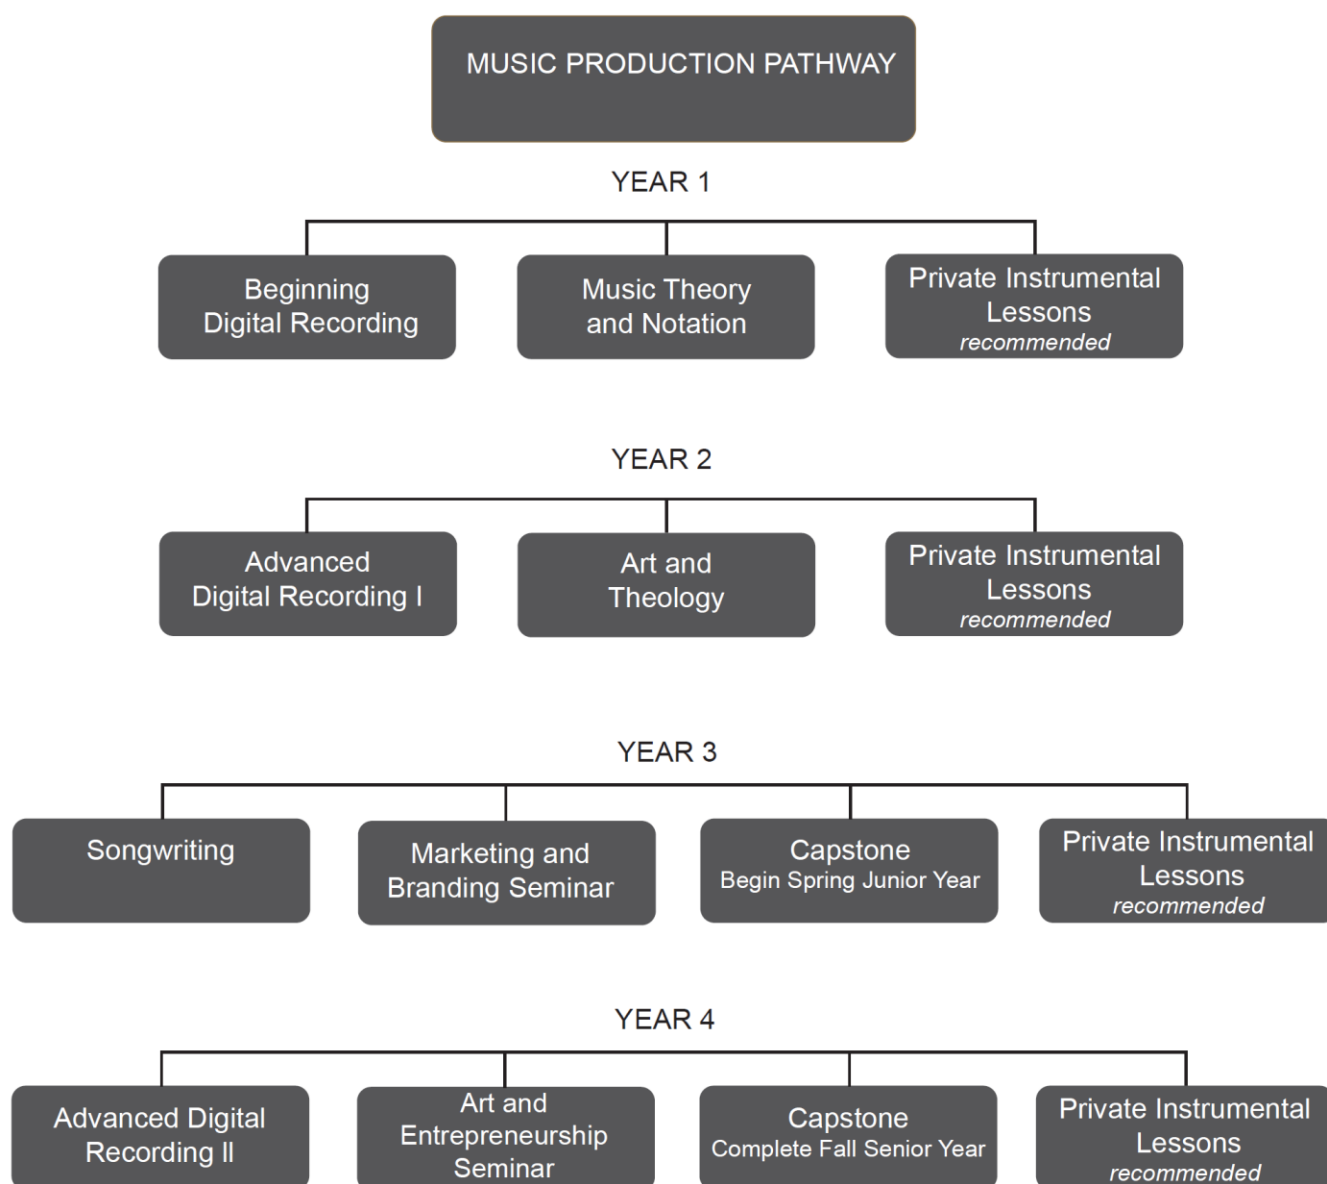 MUSIC PRODUCTION PATHWAY
YEAR 1
Beginning
Digital Recording
Music Theory
and Notation
Private Instrumental
Lessons
recommended
YEAR 2
Advanced
Digital Recording I
Art and
Theology
Private Instrumental
Lessons
recommended
YEAR 3
Songwriting
Marketing and
Branding Seminar
Capstone
Begin Spring Junior Year
Private Instrumental
Lessons
recommended
YEAR 4
Advanced Digital
Recording II
Art and
Entrepreneurship
Seminar
Capstone
Complete Fall Senior Year
Private Instrumental
Lessons
recommended